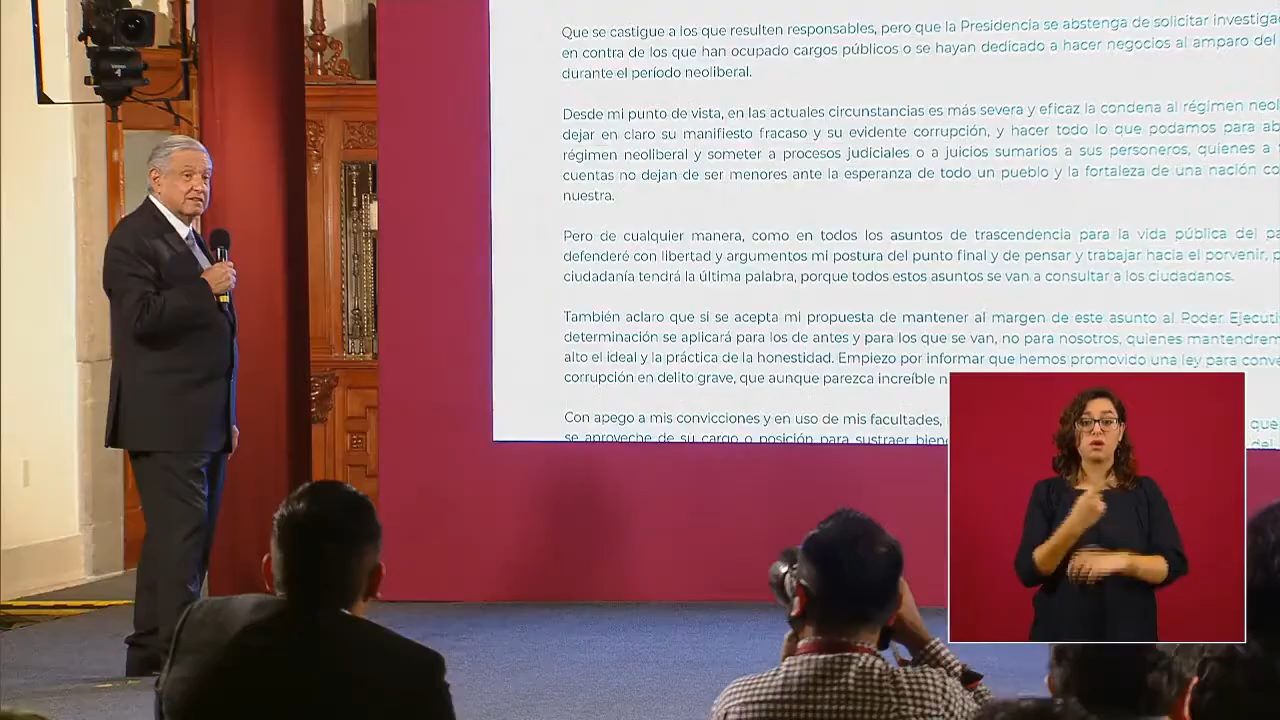 Que se castigue a los que resulten responsables, pero que la Presidencia se abstenga de solicitar
en contra de los que han ocupado cargos públicos o se hayan dedicado a hacer negocios al amparo del
durante el período neoliberal.
Desde mi punto de vista, en las actuales circunstancias es más severa y eficaz la condena al régimen
dejar en claro su manifiesto fracaso y su evidente corrupción, y hacer todo lo que podamos para
régimen neoliberal y someter a procesos judiciales o a juicios sumarios a sus personeros, quienes a
cuentas no dejan de ser menores ante la esperanza de todo un pueblo y la fortaleza de una nación
nuestra.
Pero de cualquier manera, como en todos los asuntos de trascendencia para la vida pública del
defenderé con libertad y argumentos mi postura del punto final y de pensar y trabajar hacia el porvenir,
ciudadanía tendrá la última palabra, porque todos estos asuntos se van a consultar a los ciudadanos.
También aclaro que si se acepta mi propuesta de mantener al margen de este asunto al Poder
determinación se aplicará para los de antes y para los que se van, no para nosotros, quienes
alto el ideal y la práctica de la honestidad. Empiezo por informar que hemos promovido una ley para
corrupción en delito grave, que aunque parezca increíble
Con apego a mis convicciones y en uso de mis facultades, que
se aproveche de su cargo o posición para sustraer del